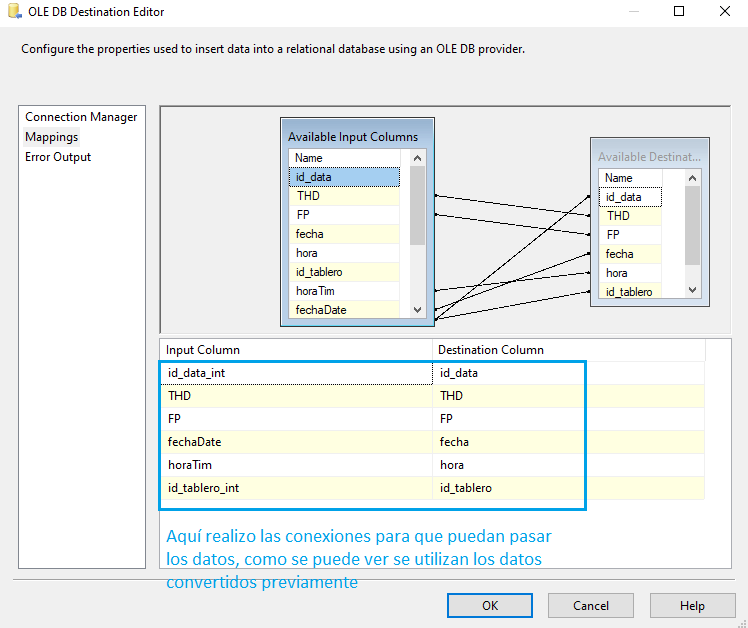 OLE DB Destination Editor
Configure the properties used to insert data into a relational database using an OLE DB provider.
Connection Manager
Mappings
Error Output
Available Input Columns
Name
id_data
THD
FP
fecha
hora
id_tablero
horaTim
fechaDate
Available Destinat...
Name
id_data
THD
FP
fecha
hora
id_tablero
Input Column Destination Column
id_data_int id_data
THD THD
FP FP
fechaDate fecha
horaTim hora
id_tablero_int id_tablero
Aquí realizo las conexiones para que puedan pasar
los datos, como se puede ver se utilizan los datos
convertidos previamente
OK Cancel Help